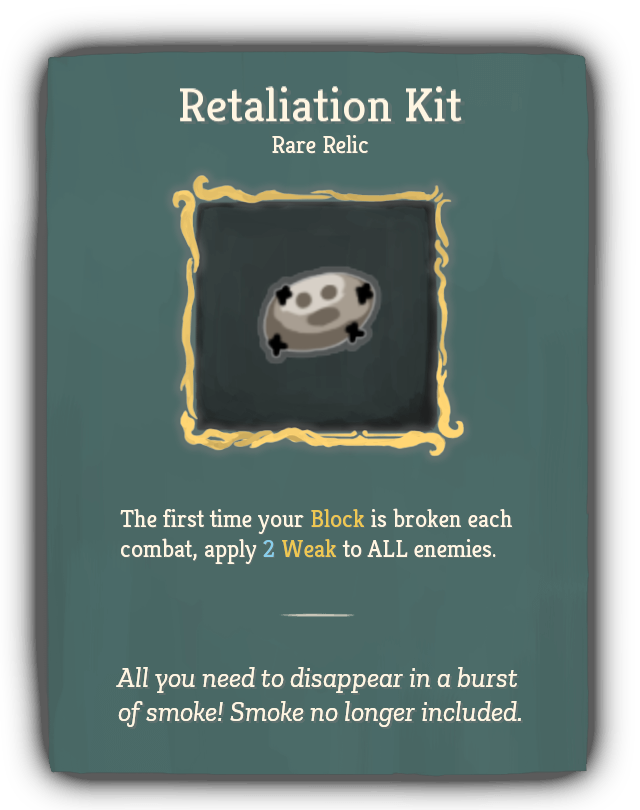 Retaliation Kit
Rare Relic
The first time your Block is broken each
combat, apply 2 Weak to ALL enemies.
All you need to disappear in a burst
of smoke! Smoke no longer included.